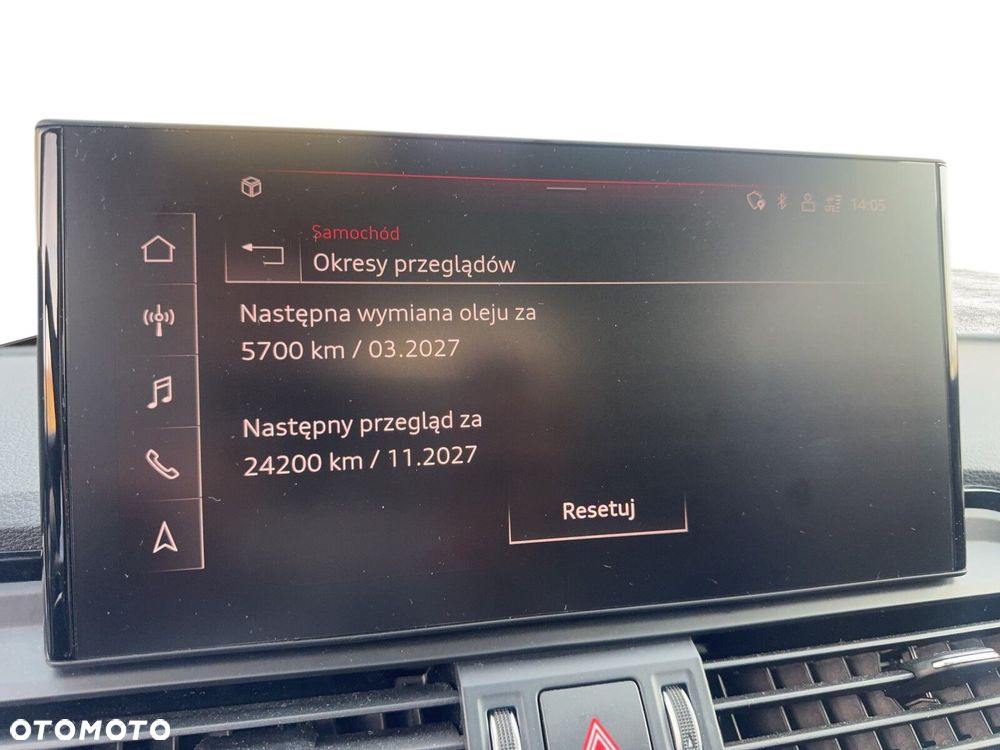 14:05
Samochód
Okresy przeglądów
Następna wymiana oleju za
5700 km / 03.2027
Następny przegląd za
24200 km / 11.2027
Resetuj
OTOMOTO